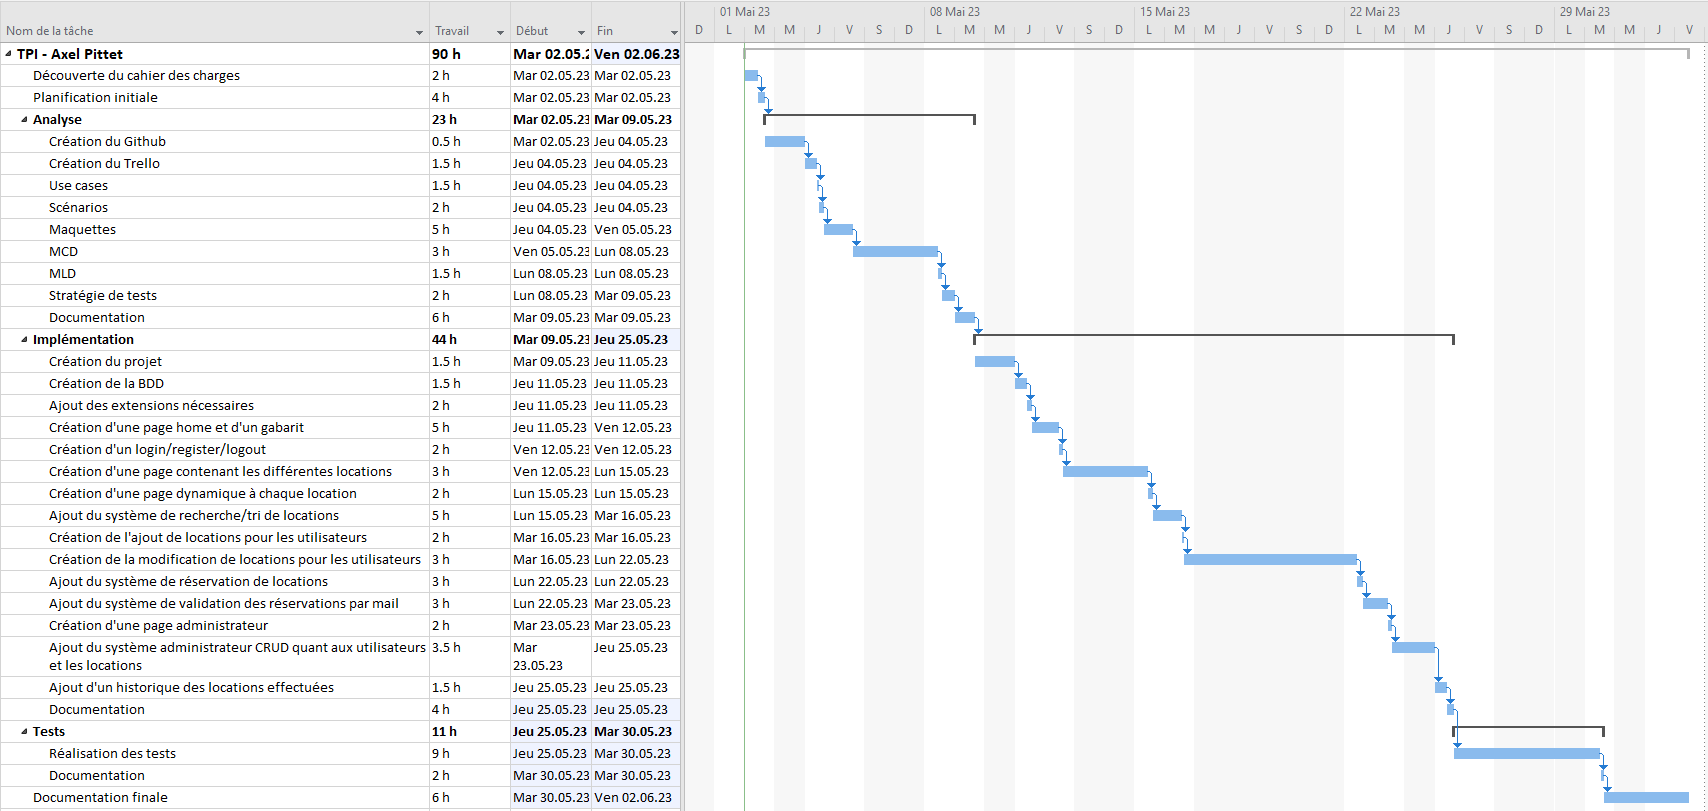 01 Mai 23 08 Mai 23 15 Mai 23 22 Mai 23 29 Mai 23
Nom de la tâche Travail Début Fin D L M M J V S D L M M J V S D L M M J V S D L M M J V S D L M M J V
TPI - Axel Pittet 90 h Mar 02.05.2 Ven 02.06.23
Découverte du cahier des charges 2 h Mar 02.05.23 Mar 02.05.23
Planification initiale 4 h Mar 02.05.23 Mar 02.05.23
Analyse 23 h Mar 02.05.23 Mar 09.05.23
Création du Github 0.5 h Mar 02.05.23 Jeu 04.05.23
Création du Trello 1.5 h Jeu 04.05.23 Jeu 04.05.23
Use cases 1.5 h Jeu 04.05.23 Jeu 04.05.23
Scénarios 2 h Jeu 04.05.23 Jeu 04.05.23
Maquettes 5 h Jeu 04.05.23 Ven 05.05.23
MCD 3 h Ven 05.05.23 Lun 08.05.23
MLD 1.5 h Lun 08.05.23 Lun 08.05.23
Stratégie de tests 2 h Lun 08.05.23 Mar 09.05.23
Documentation 6 h Mar 09.05.23 Mar 09.05.23
Implémentation 44 h Mar 09.05.23 Jeu 25.05.23
Création du projet 1.5 h Mar 09.05.23 Jeu 11.05.23
Création de la BDD 1.5 h Jeu 11.05.23 Jeu 11.05.23
Ajout des extensions nécessaires 2 h Jeu 11.05.23 Jeu 11.05.23
Création d'une page home et d'un gabarit 5 h Jeu 11.05.23 Ven 12.05.23
Création d'un login/register/logout 2 h Ven 12.05.23 Ven 12.05.23
Création d'une page contenant les différentes locations 3 h Ven 12.05.23 Lun 15.05.23
Création d'une page dynamique à chaque location 2 h Lun 15.05.23 Lun 15.05.23
Ajout du système de recherche/tri de locations 5 h Lun 15.05.23 Mar 16.05.23
Création de l'ajout de locations pour les utilisateurs 2 h Mar 16.05.23 Mar 16.05.23
Création de la modification de locations pour les utilisateurs 3 h Mar 16.05.23 Lun 22.05.23
Ajout du système de réservation de locations 3 h Lun 22.05.23 Lun 22.05.23
Ajout du système de validation des réservations par mail 3 h Lun 22.05.23 Mar 23.05.23
Création d'une page administrateur 2 h Mar 23.05.23 Mar 23.05.23
Ajout du système administrateur CRUD quant aux utilisateurs 3.5 h Mar Jeu 25.05.23
et les locations 23.05.23
Ajout d'un historique des locations effectuées 1.5 h Jeu 25.05.23 Jeu 25.05.23
Documentation 4 h Jeu 25.05.23 Jeu 25.05.23
Tests 11 h Jeu 25.05.23 Mar 30.05.23
Réalisation des tests 9 h Jeu 25.05.23 Mar 30.05.23
Documentation 2 h Mar 30.05.23 Mar 30.05.23
Documentation finale 6 h Mar 30.05.23 Ven 02.06.23